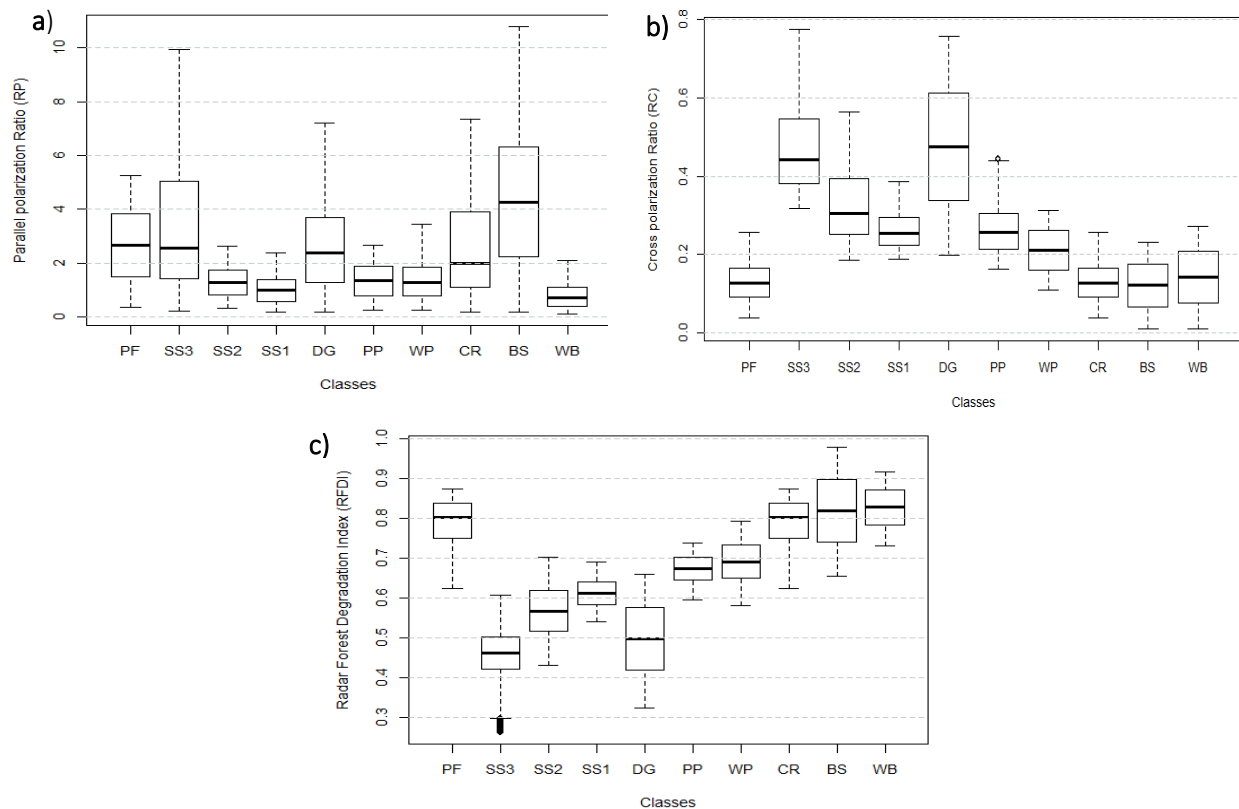 a)
Parallel polarization Ratio (RP)
10
8
6
4
2
0
PF SS3 SS2 SS1 DG PP WP CR BS WB
Classes
b)
Cross polarization Ratio (RC)
0.8
0.6
0.4
0.2
0.0
PF SS3 SS2 SS1 DG PP WP CR BS WB
Classes
c)
Radar Forest Degradation Index (RFDI)
1.0
0.9
0.8
0.7
0.6
0.5
0.4
0.3
PF SS3 SS2 SS1 DG PP WP CR BS WB
Classes